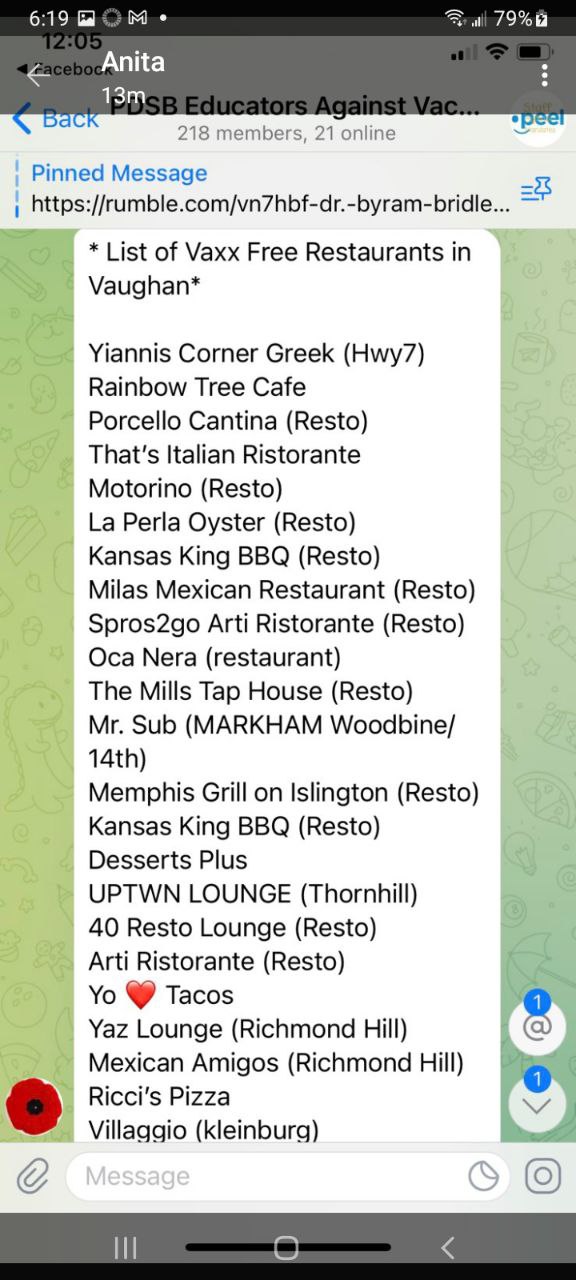 6:19
79%
12:05
Facebook
Anita
13m
Back
PDSB Educators Against Vac...
218 members, 21 online
peel
Pinned Message
https://rumble.com/vn7hbf-dr.-byram-bridle...
* List of Vaxx Free Restaurants in
Vaughan*
Yiannis Corner Greek (Hwy7)
Rainbow Tree Cafe
Porcello Cantina (Resto)
That's Italian Ristorante
Motorino (Resto)
La Perla Oyster (Resto)
Kansas King BBQ (Resto)
Milas Mexican Restaurant (Resto)
Spros2go Arti Ristorante (Resto)
Oca Nera (restaurant)
The Mills Tap House (Resto)
Mr. Sub (MARKHAM Woodbine/
14th)
Memphis Grill on Islington (Resto)
Kansas King BBQ (Resto)
Desserts Plus
UPTWN LOUNGE (Thornhill)
40 Resto Lounge (Resto)
Arti Ristorante (Resto)
Yo ❤️ Tacos
1
@
Yaz Lounge (Richmond Hill)
Mexican Amigos (Richmond Hill)
1
Ricci's Pizza
Villaggio (kleinburg)
Message